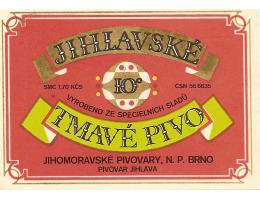 JIHLAVSKÉ
10°
SMC 1,70 KČS
ČSN 56 6635
VYROBENO ZE SPECIELNÍCH SLADŮ
TMAVÉ PIVO
JIHOMORAVSKÉ PIVOVARY, N. P. BRNO
PIVOVAR JIHLAVA